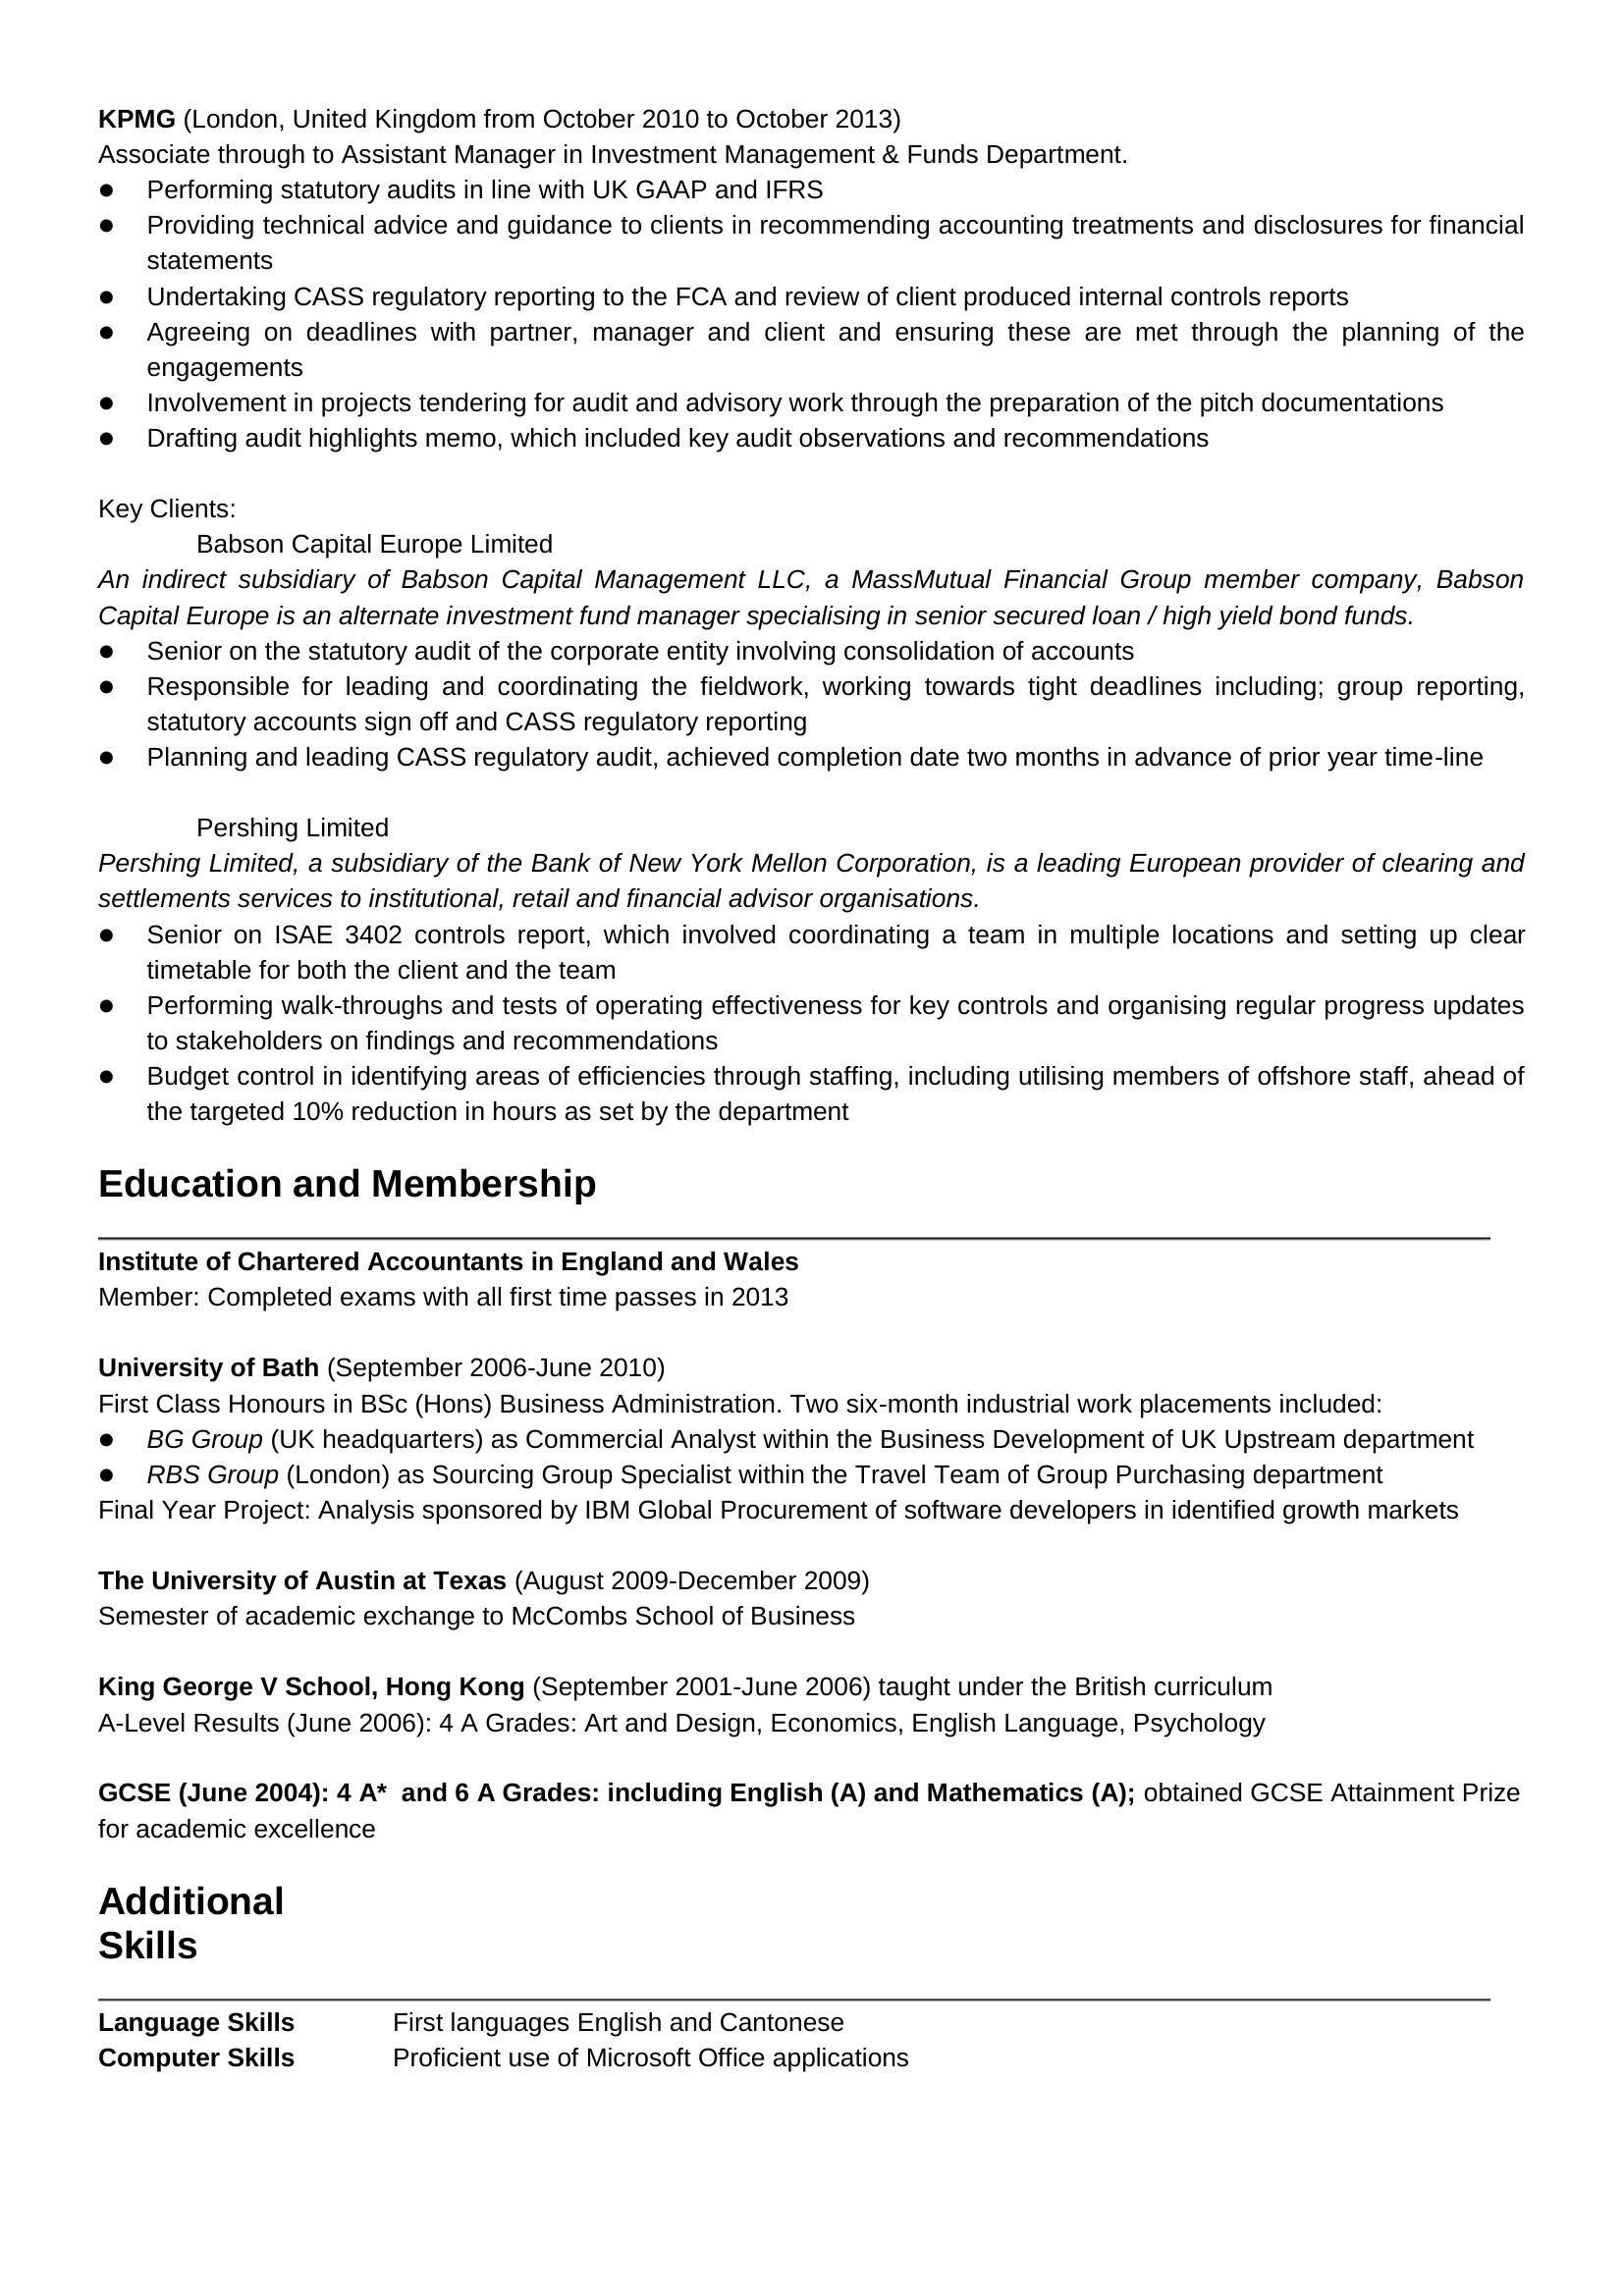 KPMG (London, United Kingdom from October 2010 to October 2013)
Associate through to Assistant Manager in Investment Management & Funds Department.
● Performing statutory audits in line with UK GAAP and IFRS
● Providing technical advice and guidance to clients in recommending accounting treatments and disclosures for financial
statements
● Undertaking CASS regulatory reporting to the FCA and review of client produced internal controls reports
● Agreeing on deadlines with partner, manager and client and ensuring these are met through the planning of the
engagements
● Involvement in projects tendering for audit and advisory work through the preparation of the pitch documentations
● Drafting audit highlights memo, which included key audit observations and recommendations
Key Clients:
Babson Capital Europe Limited
An indirect subsidiary of Babson Capital Management LLC, a MassMutual Financial Group member company, Babson
Capital Europe is an alternate investment fund manager specialising in senior secured loan / high yield bond funds.
● Senior on the statutory audit of the corporate entity involving consolidation of accounts
● Responsible for leading and coordinating the fieldwork, working towards tight deadlines including; group reporting,
statutory accounts sign off and CASS regulatory reporting
● Planning and leading CASS regulatory audit, achieved completion date two months in advance of prior year time-line
Pershing Limited
Pershing Limited, a subsidiary of the Bank of New York Mellon Corporation, is a leading European provider of clearing and
settlements services to institutional, retail and financial advisor organisations.
● Senior on ISAE 3402 controls report, which involved coordinating a team in multiple locations and setting up clear
timetable for both the client and the team
● Performing walk-throughs and tests of operating effectiveness for key controls and organising regular progress updates
to stakeholders on findings and recommendations
● Budget control in identifying areas of efficiencies through staffing, including utilising members of offshore staff, ahead of
the targeted 10% reduction in hours as set by the department
Education and Membership
Institute of Chartered Accountants in England and Wales
Member: Completed exams with all first time passes in 2013
University of Bath (September 2006-June 2010)
First Class Honours in BSc (Hons) Business Administration. Two six-month industrial work placements included:
● BG Group (UK headquarters) as Commercial Analyst within the Business Development of UK Upstream department
● RBS Group (London) as Sourcing Group Specialist within the Travel Team of Group Purchasing department
Final Year Project: Analysis sponsored by IBM Global Procurement of software developers in identified growth markets
The University of Austin at Texas (August 2009-December 2009)
Semester of academic exchange to McCombs School of Business
King George V School, Hong Kong (September 2001-June 2006) taught under the British curriculum
A-Level Results (June 2006): 4 A Grades: Art and Design, Economics, English Language, Psychology
GCSE (June 2004): 4 A* and 6 A Grades: including English (A) and Mathematics (A); obtained GCSE Attainment Prize
for academic excellence
Additional
Skills
Language Skills First languages English and Cantonese
Computer Skills Proficient use of Microsoft Office applications